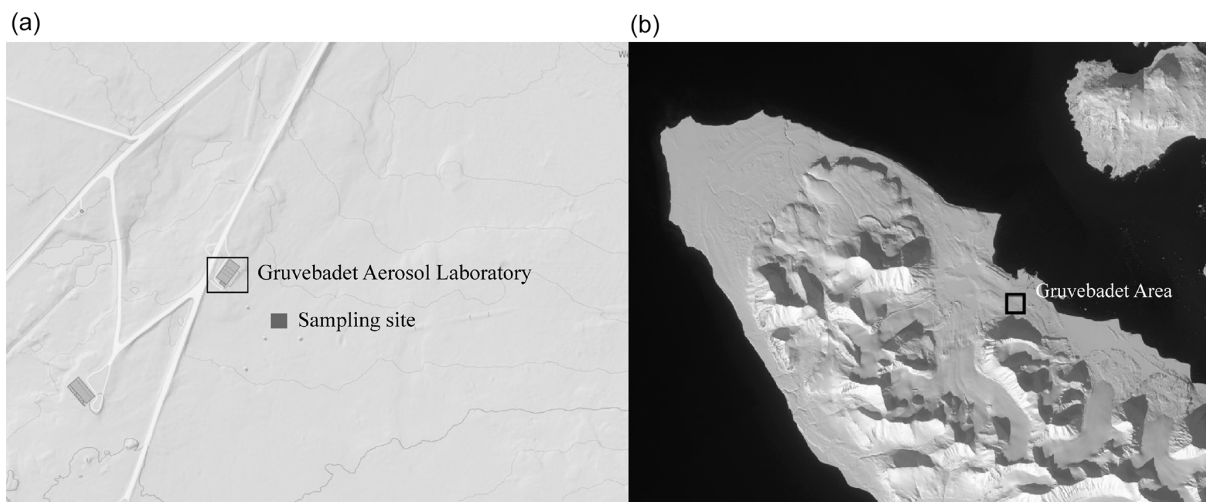 (a)
(b)
Gruvebadet Aerosol Laboratory
Sampling site
Gruvebadet Area